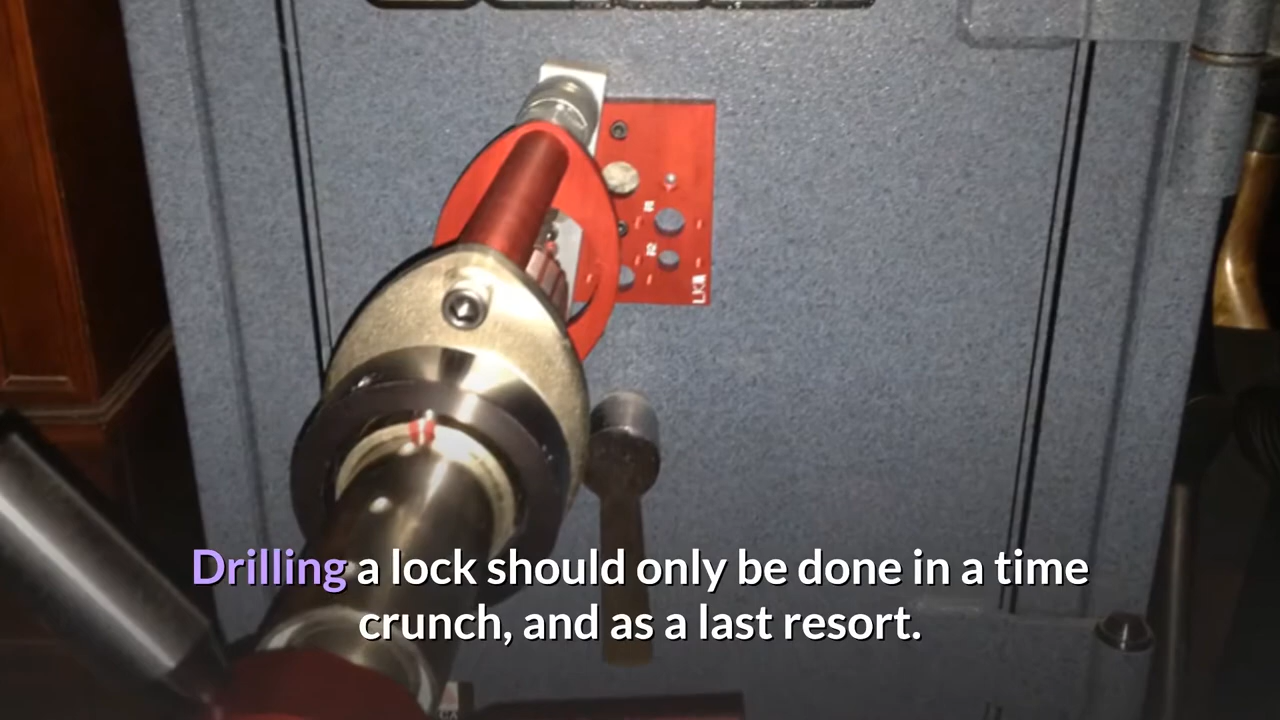 Drilling a lock should only be done in a time
crunch, and as a last resort.